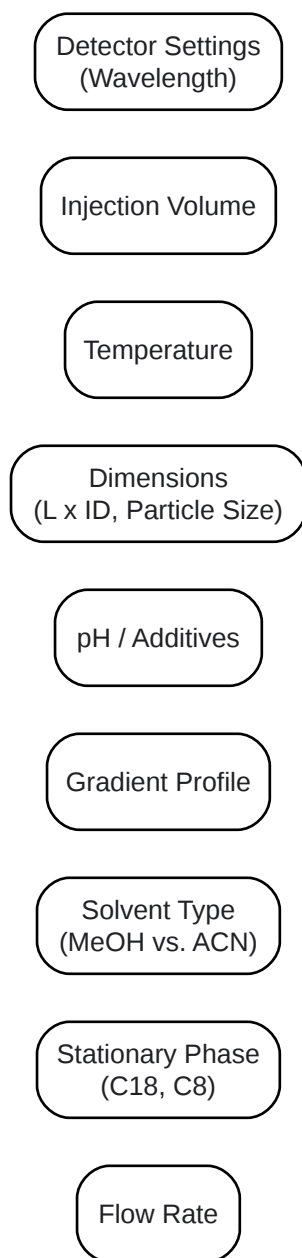 Detector Settings
(Wavelength)
Injection Volume
Temperature
Dimensions
(L x ID, Particle Size)
pH / Additives
Gradient Profile
Solvent Type
(MeOH vs. ACN)
Stationary Phase
(C18, C8)
Flow Rate